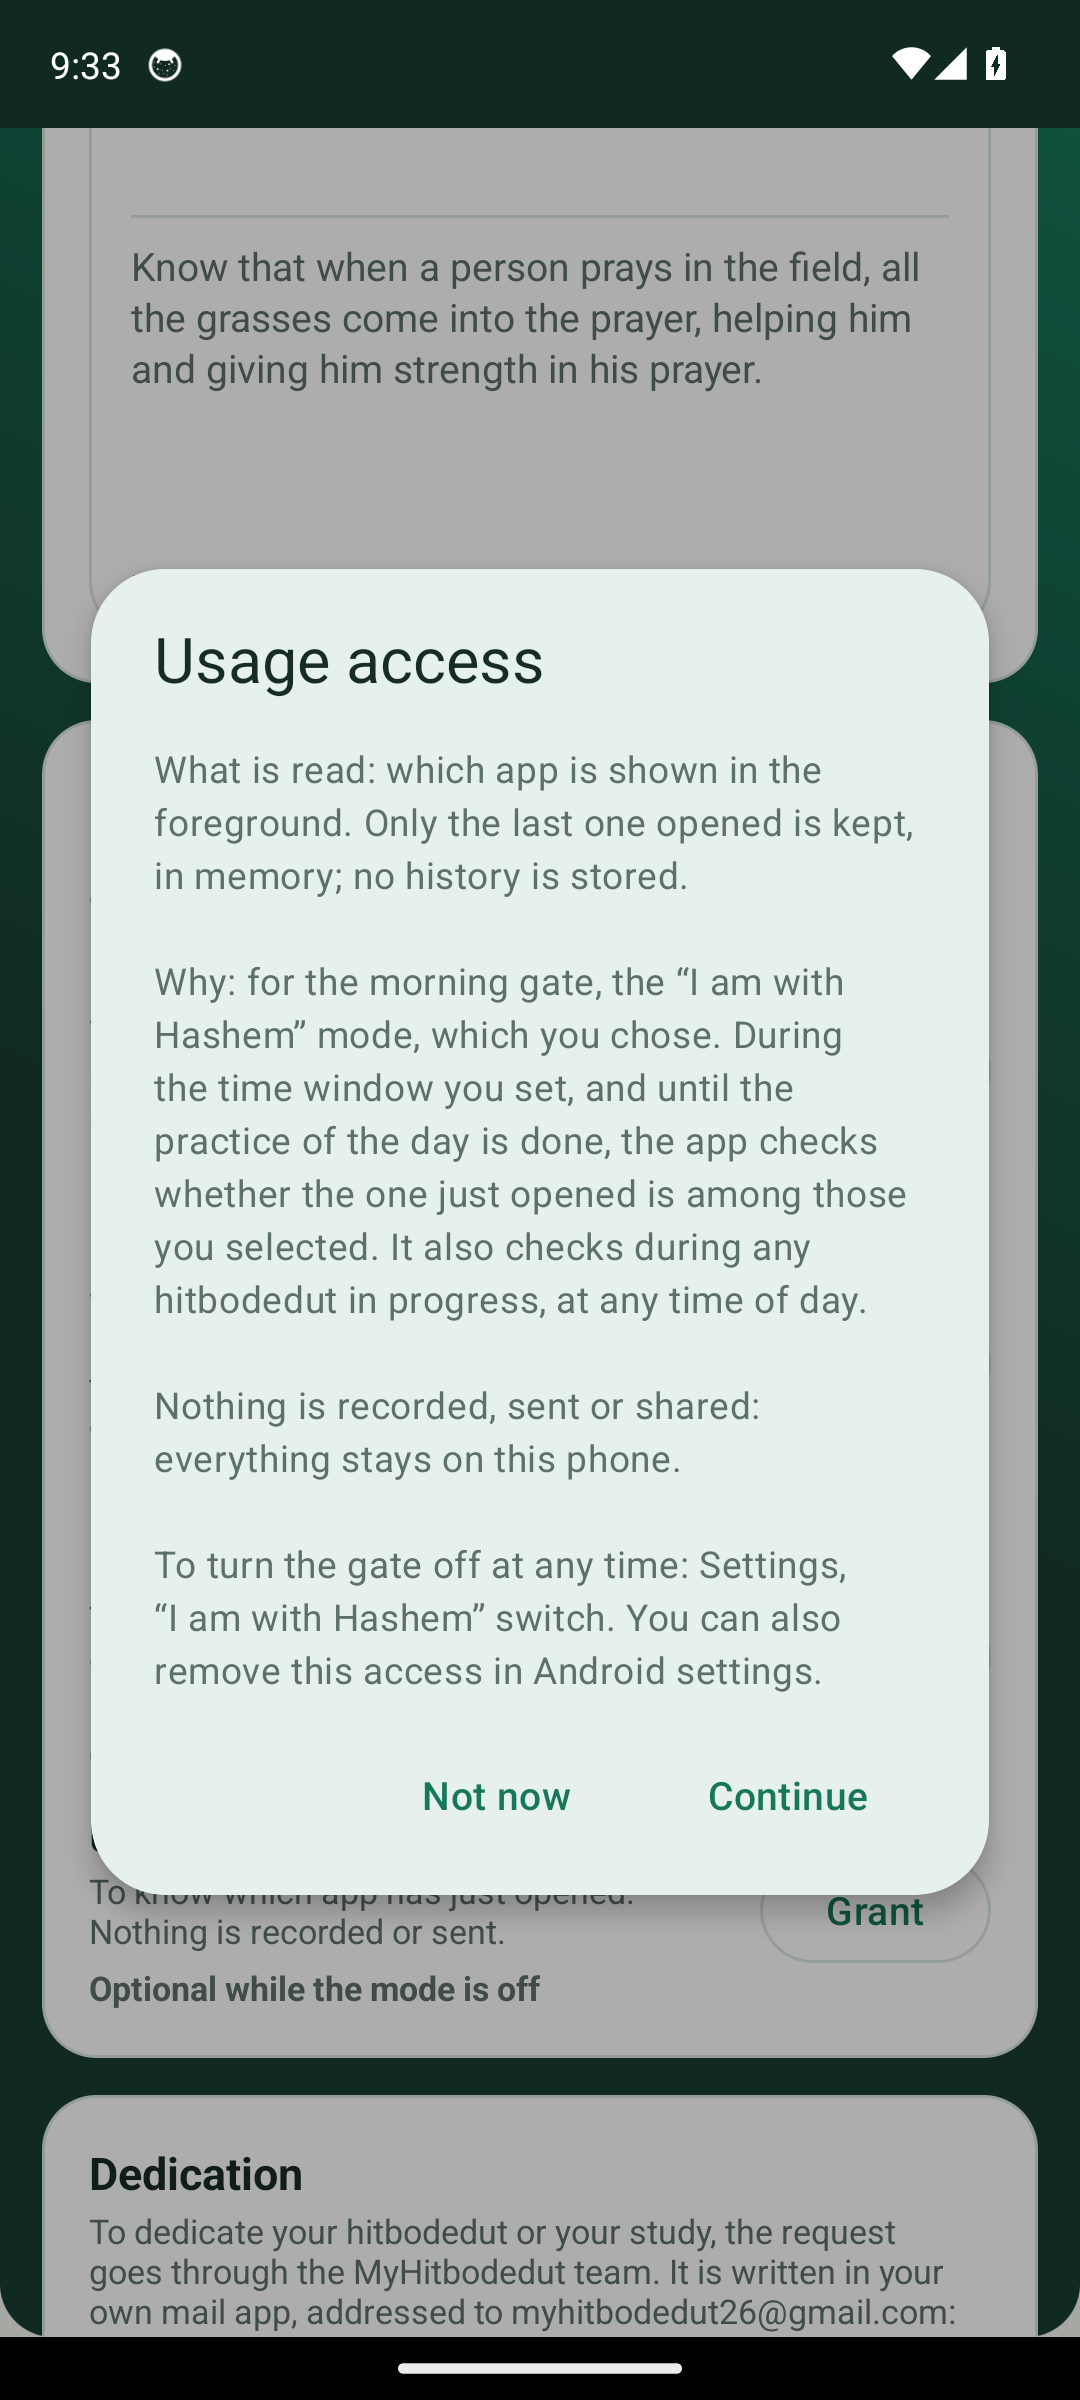 9:33
Know that when a person prays in the field, all
the grasses come into the prayer, helping him
and giving him strength in his prayer.
Usage access
What is read: which app is shown in the
foreground. Only the last one opened is kept,
in memory; no history is stored.
Why: for the morning gate, the “I am with
Hashem” mode, which you chose. During
the time window you set, and until the
practice of the day is done, the app checks
whether the one just opened is among those
you selected. It also checks during any
hitbodedut in progress, at any time of day.
Nothing is recorded, sent or shared:
everything stays on this phone.
To turn the gate off at any time: Settings,
“I am with Hashem” switch. You can also
remove this access in Android settings.
Not now
Continue
To know which app has just opened.
Nothing is recorded or sent.
Grant
Optional while the mode is off
Dedication
To dedicate your hitbodedut or your study, the request
goes through the MyHitbodedut team. It is written in your
own mail app, addressed to myhitbodedut26@gmail.com: